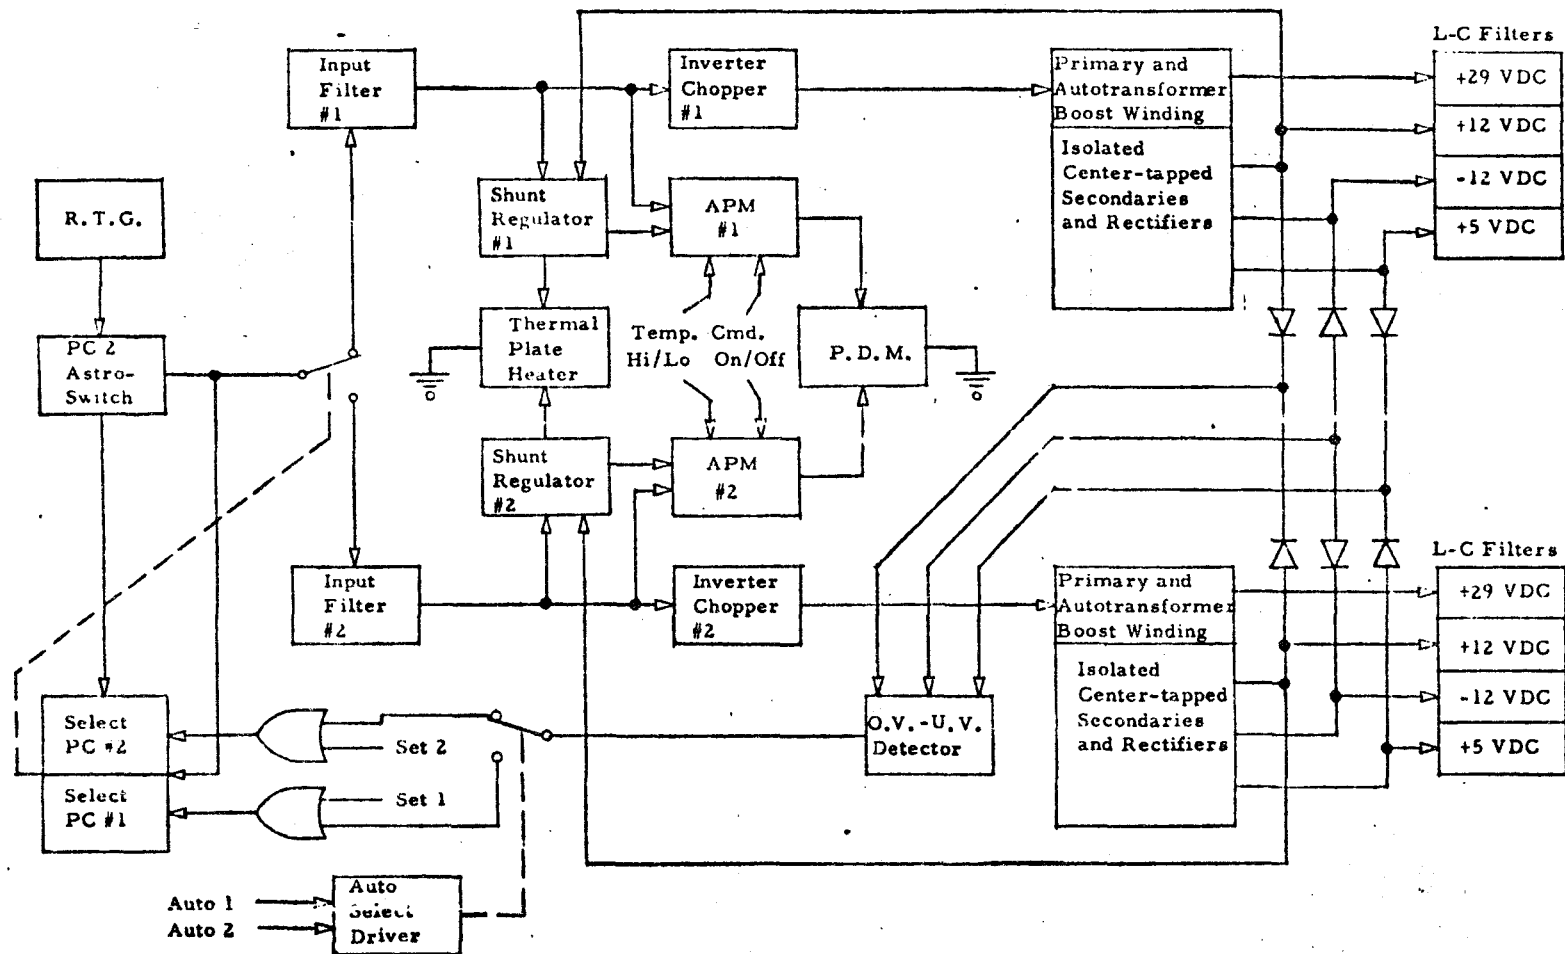 L-C Filters
Input
Filter
#1
Inverter
Chopper
#1
Primary and
Autotransformer
Boost Winding
Isolated
Center-tapped
Secondaries
and Rectifiers
+29 VDC
+12 VDC
-12 VDC
+5 VDC
R. T. G.
Shunt
Regulator
#1
APM
#1
PC 2
Astro-
Switch
Thermal
Plate
Heater
Temp.
Hi/Lo
Cmd.
On/Off
P. D. M.
Shunt
Regulator
#2
APM
#2
L-C Filters
Input
Filter
#2
Inverter
Chopper
#2
Primary and
Autotransformer
Boost Winding
Isolated
Center-tapped
Secondaries
and Rectifiers
+29 VDC
+12 VDC
-12 VDC
+5 VDC
Select
PC #2
Select
PC #1
Set 2
Set 1
O.V.-U.V.
Detector
Auto 1
Auto 2
Auto
Select
Driver